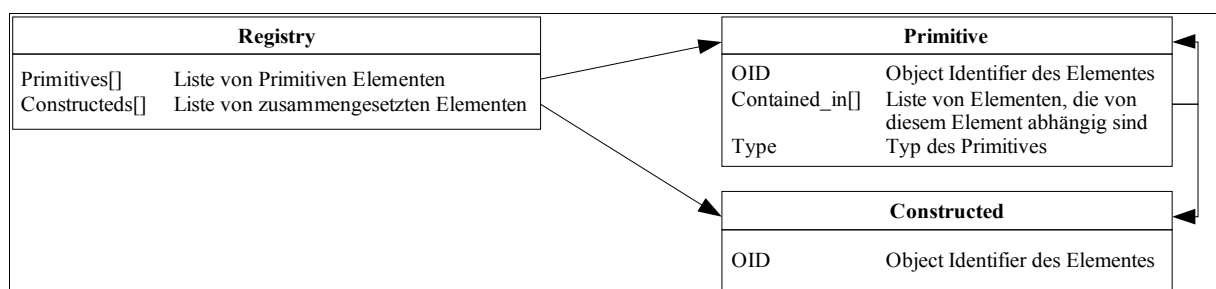 Registry
Primitives[] Liste von Primitiven Elementen
Constructeds[] Liste von zusammengesetzten Elementen
Primitive
OID Object Identifier des Elementes
Contained_in[] Liste von Elementen, die von
diesem Element abhängig sind
Type Typ des Primitives
Constructed
OID Object Identifier des Elementes